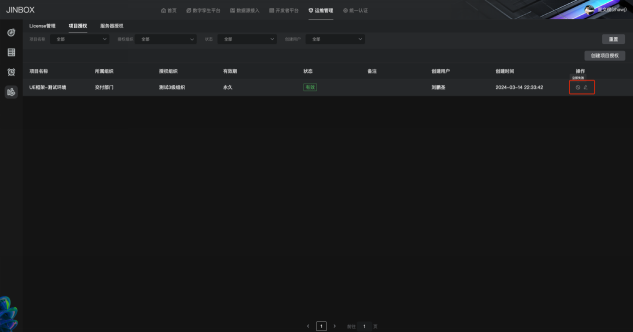 JINBOX
首页 数字孪生平台 数据源接入 开发者平台 运维管理 统一认证
License管理 项目授权 服务器授权
项目名称 全部 授权组织 全部 状态 全部 创建用户 全部 重置
创建项目授权
项目名称 所属组织 授权组织 有效期 状态 备注 创建用户 创建时间 操作
UE框架-测试环境 交付部门 测试3级组织 永久 有效 刘鹏基 2024-03-14 22:33:42
1 前往 1 页